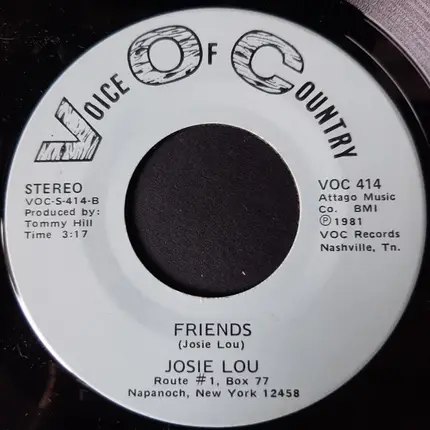 Voice Of Country
STEREO
VOC-S-414-B
Produced by:
Tommy Hill
Time 3:17
VOC 414
Attago Music
Co. BMI
Ⓟ 1981
VOC Records
Nashville, Tn.
FRIENDS
(Josie Lou)
JOSIE LOU
Route #1, Box 77
Napanoch, New York 12458